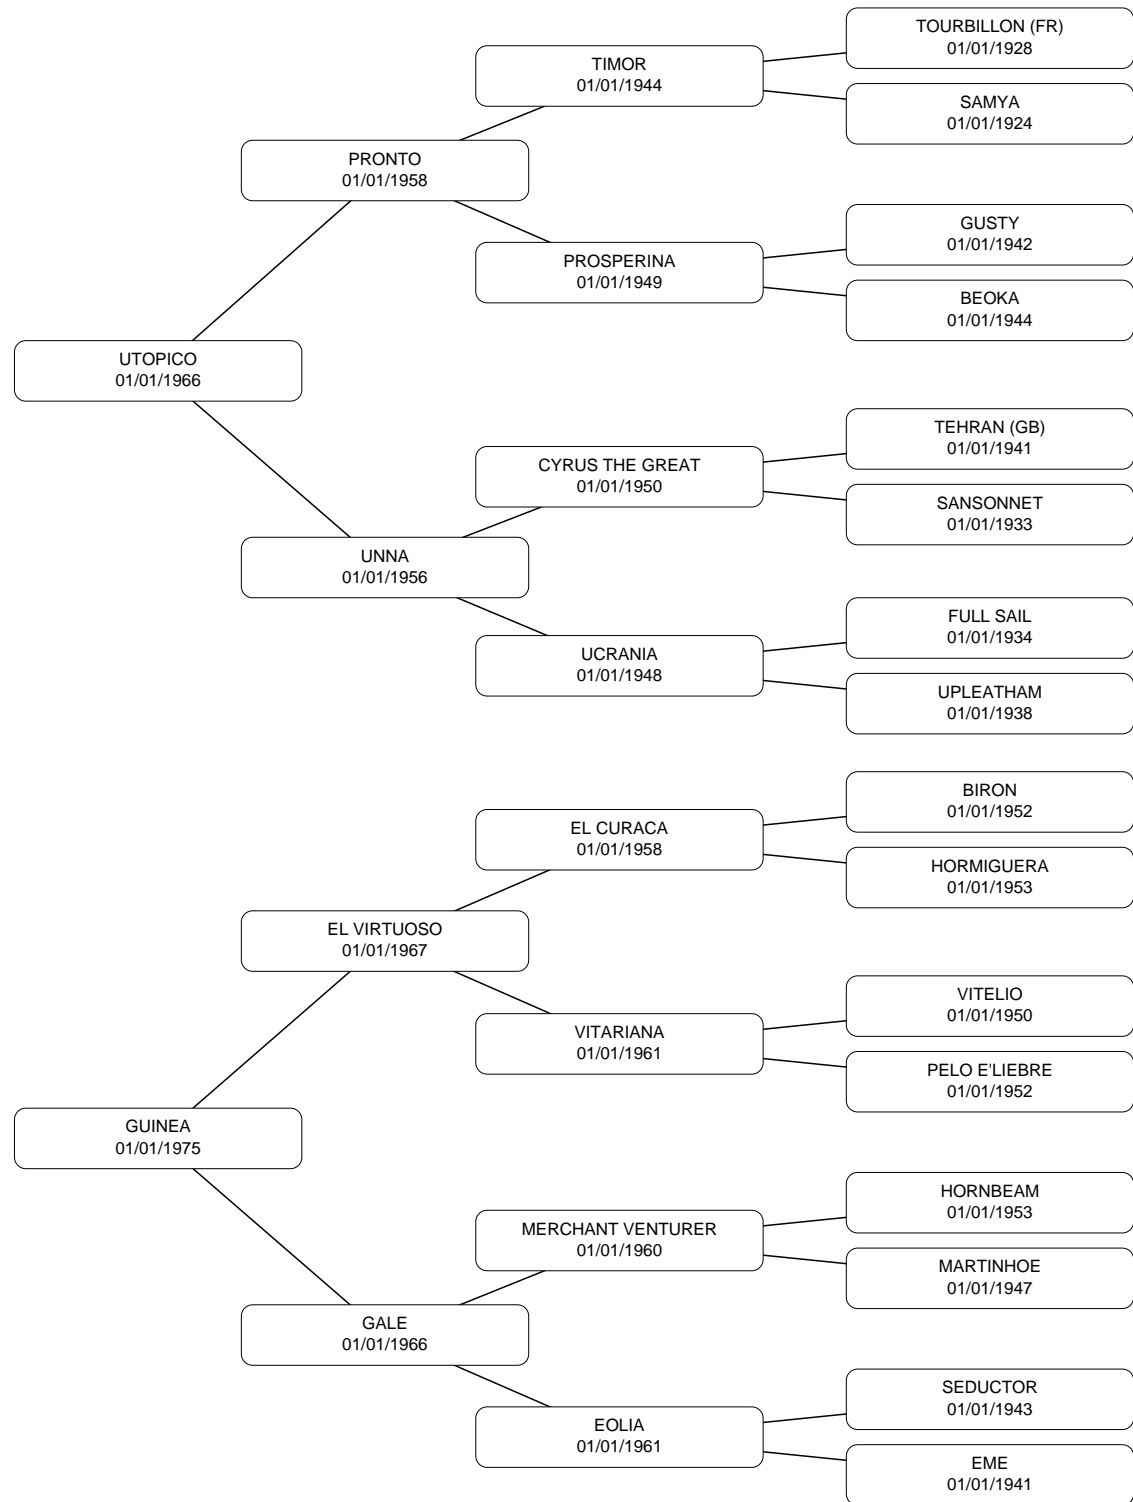 TOURBILLON (FR)
01/01/1928
TIMOR
01/01/1944
SAMYA
01/01/1924
PRONTO
01/01/1958
GUSTY
01/01/1942
PROSPERINA
01/01/1949
BEOKA
01/01/1944
UTOPICO
01/01/1966
TEHRAN (GB)
01/01/1941
CYRUS THE GREAT
01/01/1950
SANSONNET
01/01/1933
UNNA
01/01/1956
FULL SAIL
01/01/1934
UCRANIA
01/01/1948
UPLEATHAM
01/01/1938
BIRON
01/01/1952
EL CURACA
01/01/1958
HORMIGUERA
01/01/1953
EL VIRTUOSO
01/01/1967
VITELIO
01/01/1950
VITARIANA
01/01/1961
PELO E'LIEBRE
01/01/1952
GUINEA
01/01/1975
HORNBEAM
01/01/1953
MERCHANT VENTURER
01/01/1960
MARTINHOE
01/01/1947
GALE
01/01/1966
SEDUCTOR
01/01/1943
EOLIA
01/01/1961
EME
01/01/1941